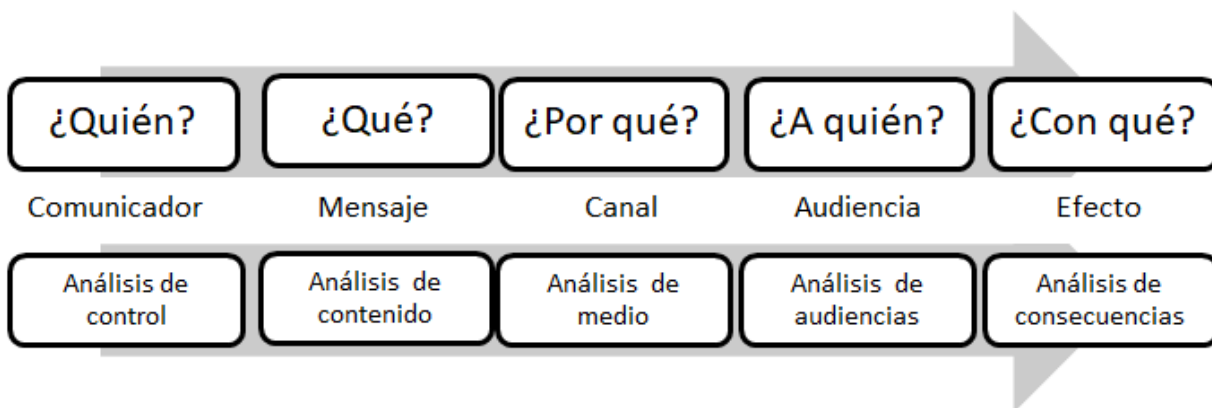 ¿Quién? ¿Qué? ¿Por qué? ¿A quién? ¿Con qué?
Comunicador Mensaje Canal Audiencia Efecto
Análisis de
control
Análisis de
contenido
Análisis de
medio
Análisis de
audiencias
Análisis de
consecuencias